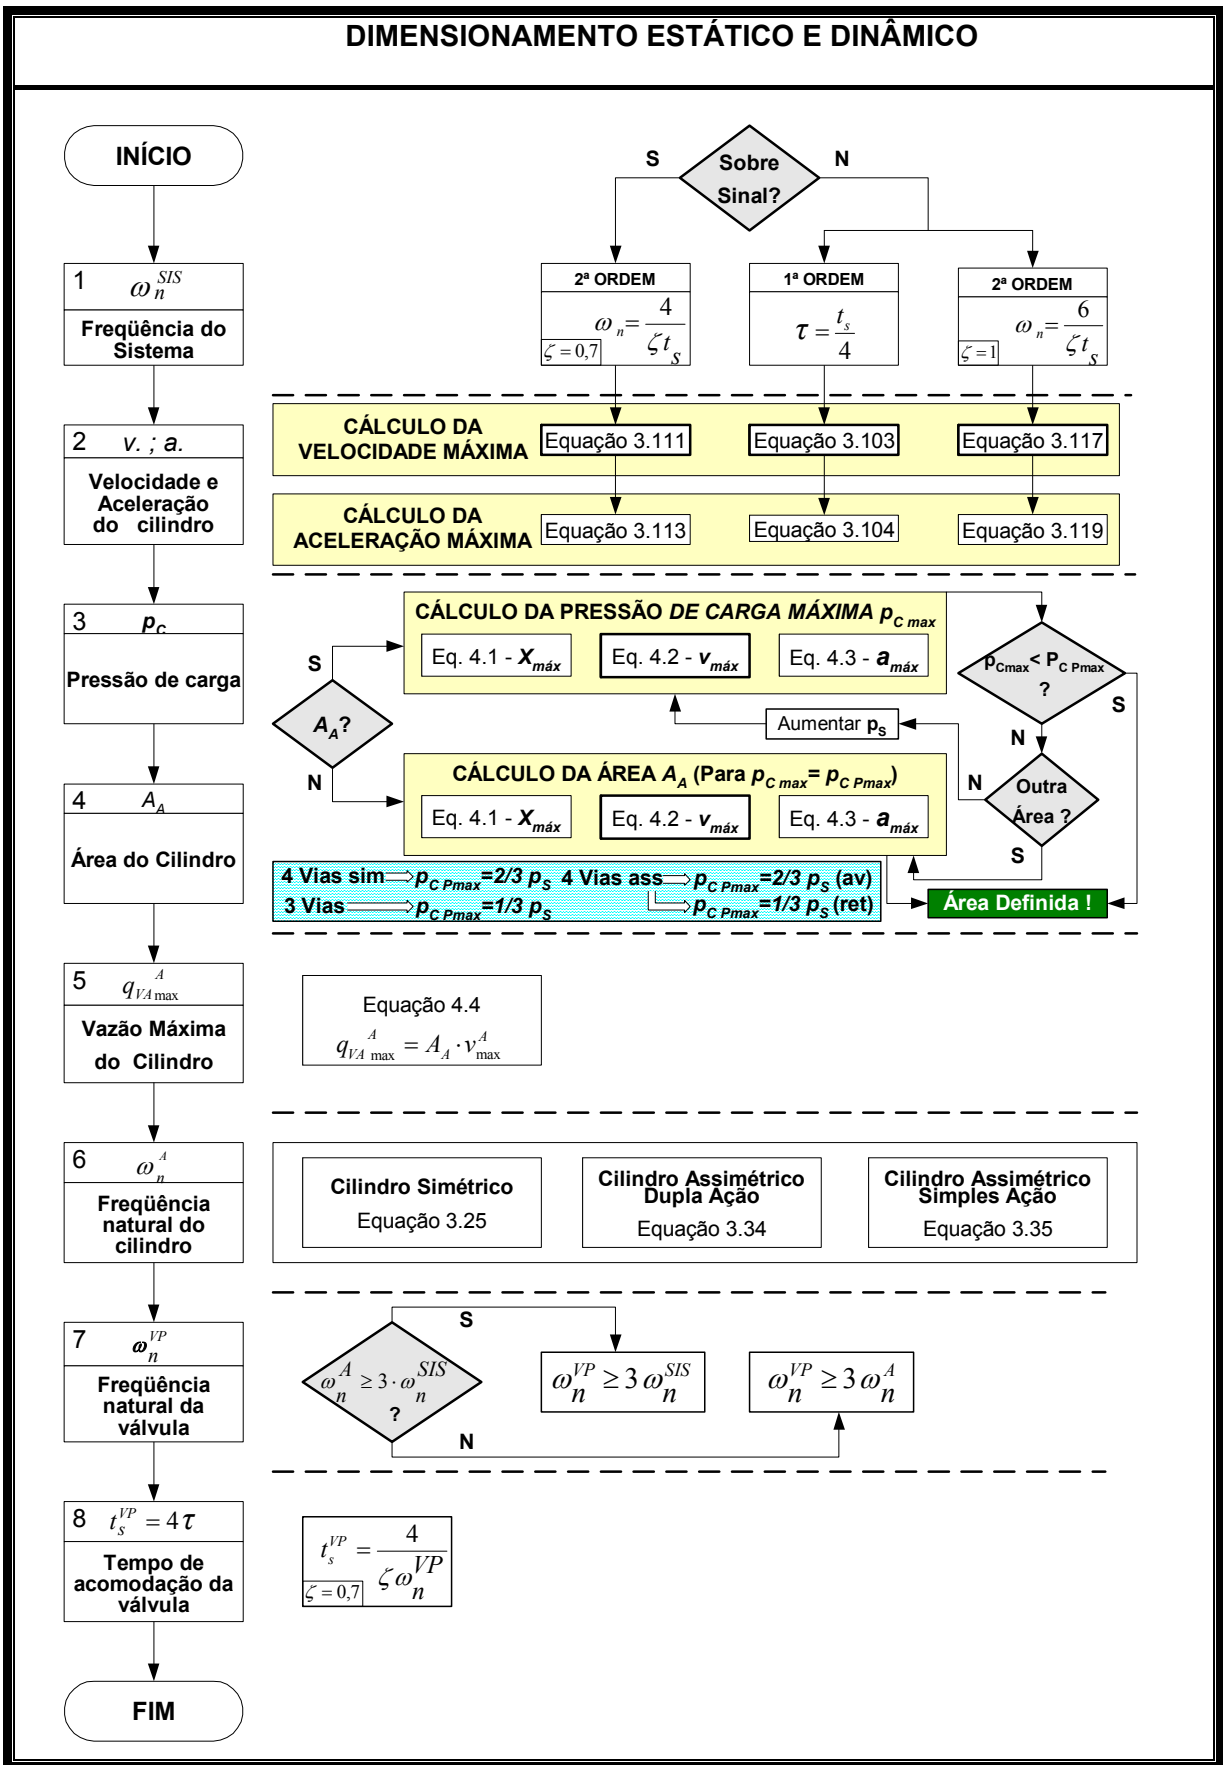 DIMENSIONAMENTO ESTÁTICO E DINÂMICO
INÍCIO
1 ω_n^SIS
Freqüência do
Sistema
2 v. ; a.
Velocidade e
Aceleração
do cilindro
3 p_C
Pressão de carga
4 A_A
Área do Cilindro
5 q_VA max^A
Vazão Máxima
do Cilindro
6 ω_n^A
Freqüência
natural do
cilindro
7 ω_n^VP
Freqüência
natural da
válvula
8 t_s^VP = 4τ
Tempo de
acomodação da
válvula
FIM
S
Sobre
Sinal?
N
2ª ORDEM
ω_n = 4 / ζ t_s
ζ = 0,7
1ª ORDEM
τ = t_s / 4
2ª ORDEM
ω_n = 6 / ζ t_s
ζ = 1
CÁLCULO DA
VELOCIDADE MÁXIMA
Equação 3.111
Equação 3.103
Equação 3.117
CÁLCULO DA
ACELERAÇÃO MÁXIMA
Equação 3.113
Equação 3.104
Equação 3.119
CÁLCULO DA PRESSÃO DE CARGA MÁXIMA p_C max
Eq. 4.1 - X_máx
Eq. 4.2 - v_máx
Eq. 4.3 - a_máx
S
A_A?
N
p_Cmax < P_C Pmax
?
S
N
Aumentar p_S
Outra
Área ?
N
S
CÁLCULO DA ÁREA A_A (Para p_C max = p_C Pmax)
Eq. 4.1 - X_máx
Eq. 4.2 - v_máx
Eq. 4.3 - a_máx
4 Vias sim p_C Pmax=2/3 p_S 4 Vias ass p_C Pmax=2/3 p_S (av)
3 Vias p_C Pmax=1/3 p_S p_C Pmax=1/3 p_S (ret)
Área Definida !
Equação 4.4
q_VA max^A = A_A · v_max^A
Cilindro Simétrico
Equação 3.25
Cilindro Assimétrico
Dupla Ação
Equação 3.34
Cilindro Assimétrico
Simples Ação
Equação 3.35
S
ω_n^A ≥ 3 · ω_n^SIS
?
N
ω_n^VP ≥ 3 ω_n^SIS
ω_n^VP ≥ 3 ω_n^A
t_s^VP = 4 / ζ ω_n^VP
ζ = 0,7